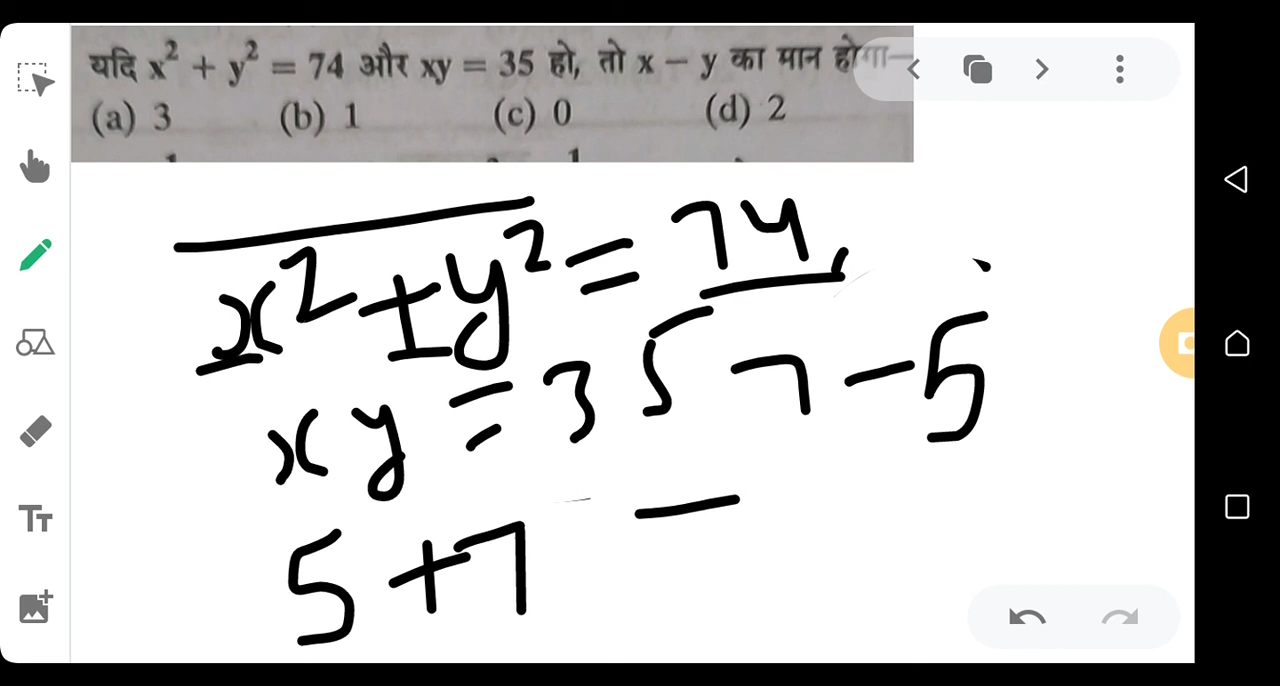 यदि x² + y² = 74 और xy = 35 हो, तो x – y का मान होगा–
(a) 3 (b) 1 (c) 0 (d) 2
x² + y² = 74
xy = 35 7 – 5
5 + 7 –
Tт